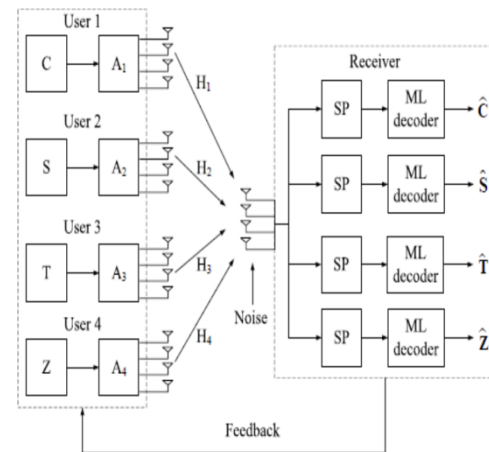 User 1
C
A1
H1
User 2
S
A2
H2
User 3
T
A3
H3
User 4
Z
A4
H4
Noise
Receiver
SP
ML
decoder
Ĉ
SP
ML
decoder
Ŝ
SP
ML
decoder
T̂
SP
ML
decoder
Ẑ
Feedback